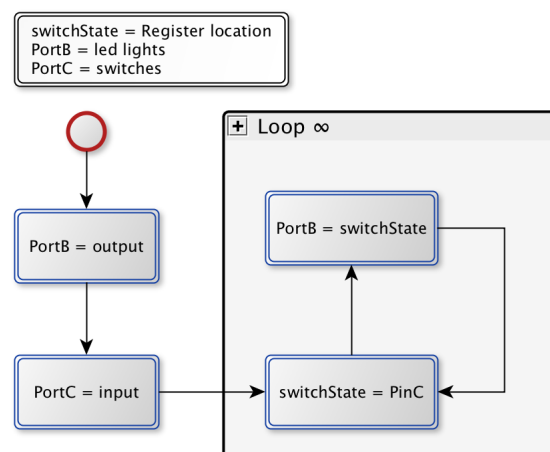 switchState = Register location
PortB = led lights
PortC = switches
+ Loop ∞
PortB = output
PortB = switchState
PortC = input
switchState = PinC